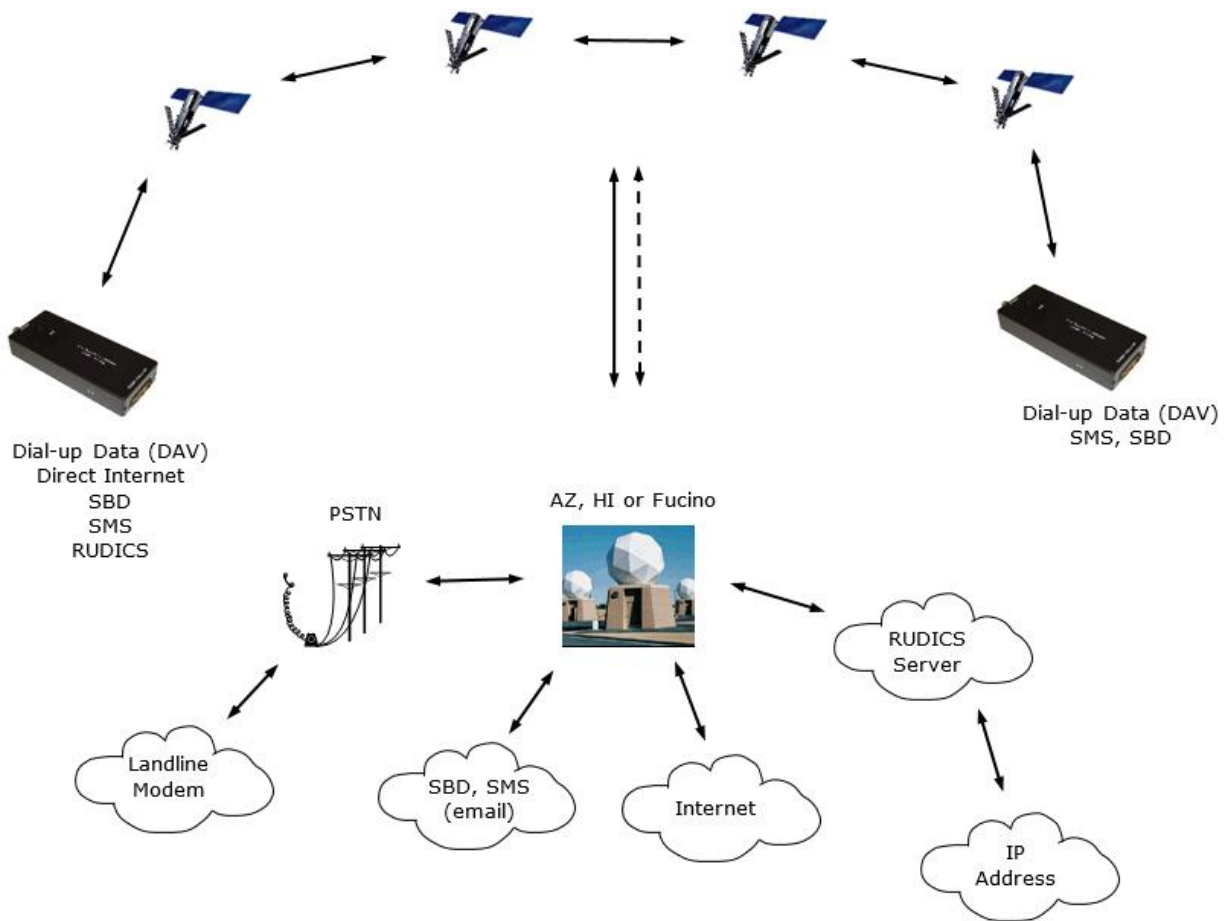 Dial-up Data (DAV)
Direct Internet
SBD
SMS
RUDICS
Dial-up Data (DAV)
SMS, SBD
PSTN
AZ, HI or Fucino
RUDICS
Server
Landline
Modem
SBD, SMS
(email)
Internet
IP
Address